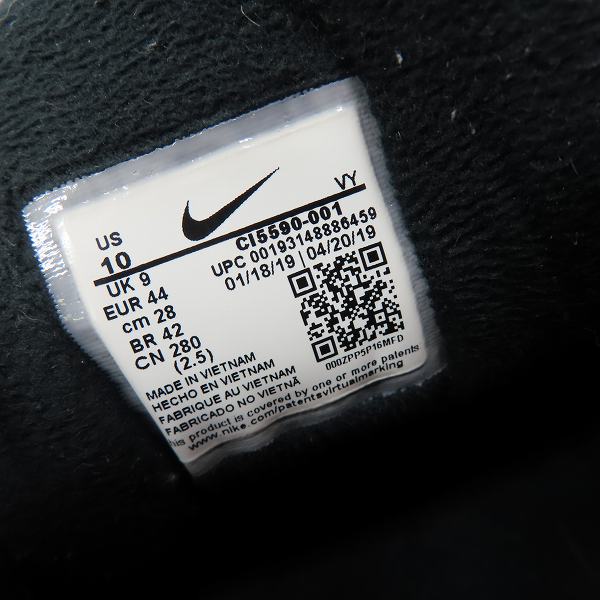 VY
US
10
CI5590-001
UK 9
UPC 00193148886459
EUR 44
01/18/19 | 04/20/19
cm 28
BR 42
CN 280
(2.5)
000ZPP5P16MFD
MADE IN VIETNAM
HECHO EN VIETNAM
FABRIQUE AU VIETNAM
FABRICADO NO VIETNÃ
product is covered by one or more patents
www.nike.com/patentsvirtualmarking